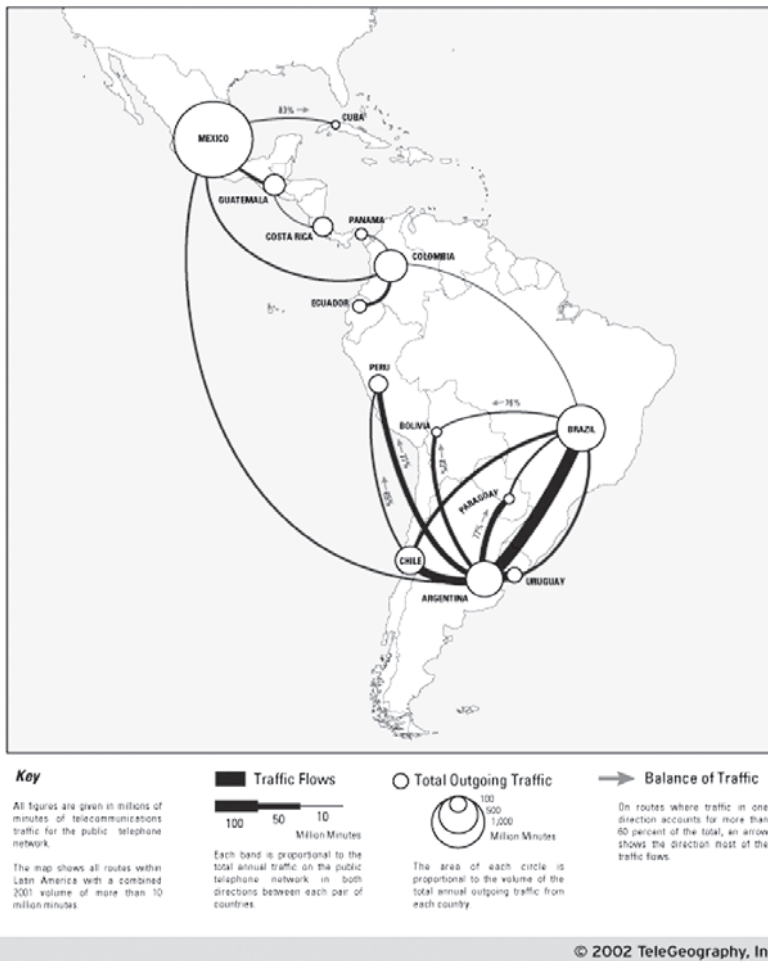 83%
CUBA
MEXICO
GUATEMALA
PANAMA
COSTA RICA
COLOMBIA
ECUADOR
PERU
76%
BOLIVIA
BRAZIL
PARAGUAY
77%
CHILE
URUGUAY
ARGENTINA
Key
All figures are given in millions of
minutes of telecommunications
traffic for the public telephone
network.
The map shows all routes within
Latin America with a combined
2001 volume of more than 10
million minutes.
Traffic Flows
100 50 10
Million Minutes
Each band is proportional to the
total annual traffic on the public
telephone network in both
directions between each pair of
countries.
Total Outgoing Traffic
100
500
1,000
Million Minutes
The area of each circle is
proportional to the volume of the
total annual outgoing traffic from
each country.
Balance of Traffic
On routes where traffic in one
direction accounts for more than
60 percent of the total, an arrow
shows the direction most of the
traffic flows.
© 2002 TeleGeography, In